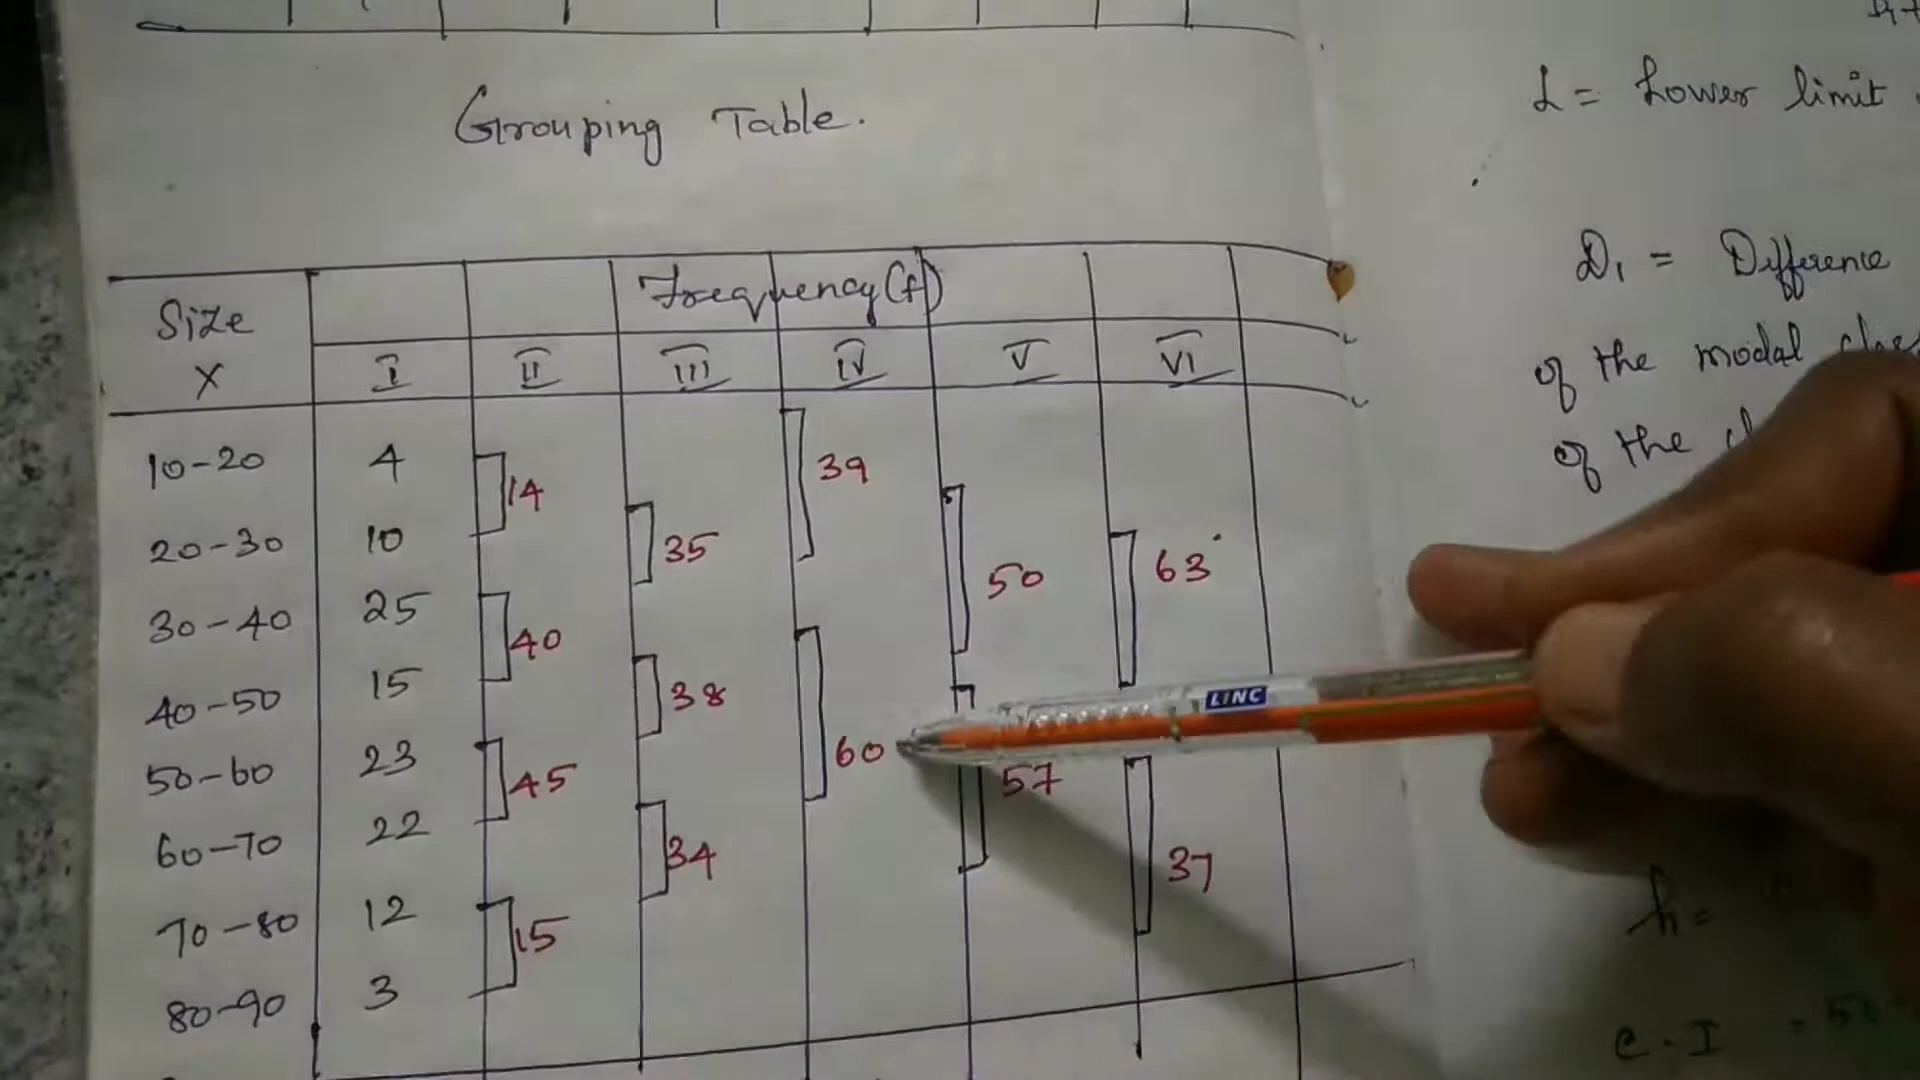 Grouping Table.
Size
X
Frequency(f)
I II III IV V VI
10-20 4 14 39
20-30 10 35 50 63
30-40 25 40
40-50 15 38
50-60 23 45 60 57
60-70 22 34 37
70-80 12 15
80-90 3
L = Lower limit
D1 = Difference
of the modal
of the
h =
C.I =
LINC